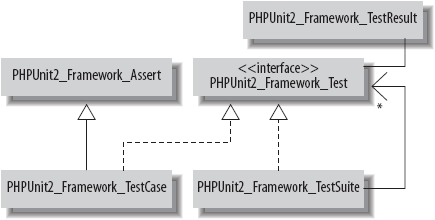 PHPUnit2_Framework_TestResult
PHPUnit2_Framework_Assert
<<interface>>
PHPUnit2_Framework_Test
*
PHPUnit2_Framework_TestCase
PHPUnit2_Framework_TestSuite